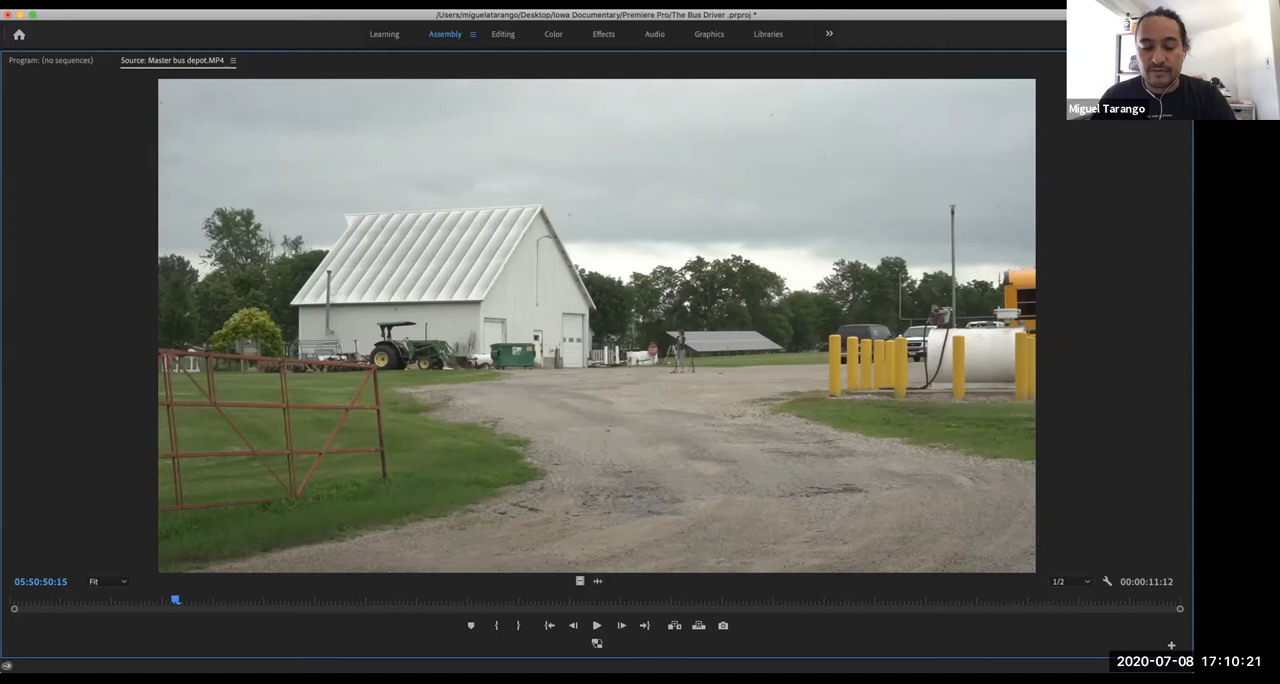 /Users/miguelatarango/Desktop/Iowa Documentary/Premiere Pro/The Bus Driver .prproj *
Learning Assembly Editing Color Effects Audio Graphics Libraries
Program: (no sequences) Source: Master bus depot.MP4
Miguel Tarango
05:50:50:15 Fit 1/2 00:00:11:12
2020-07-08 17:10:21